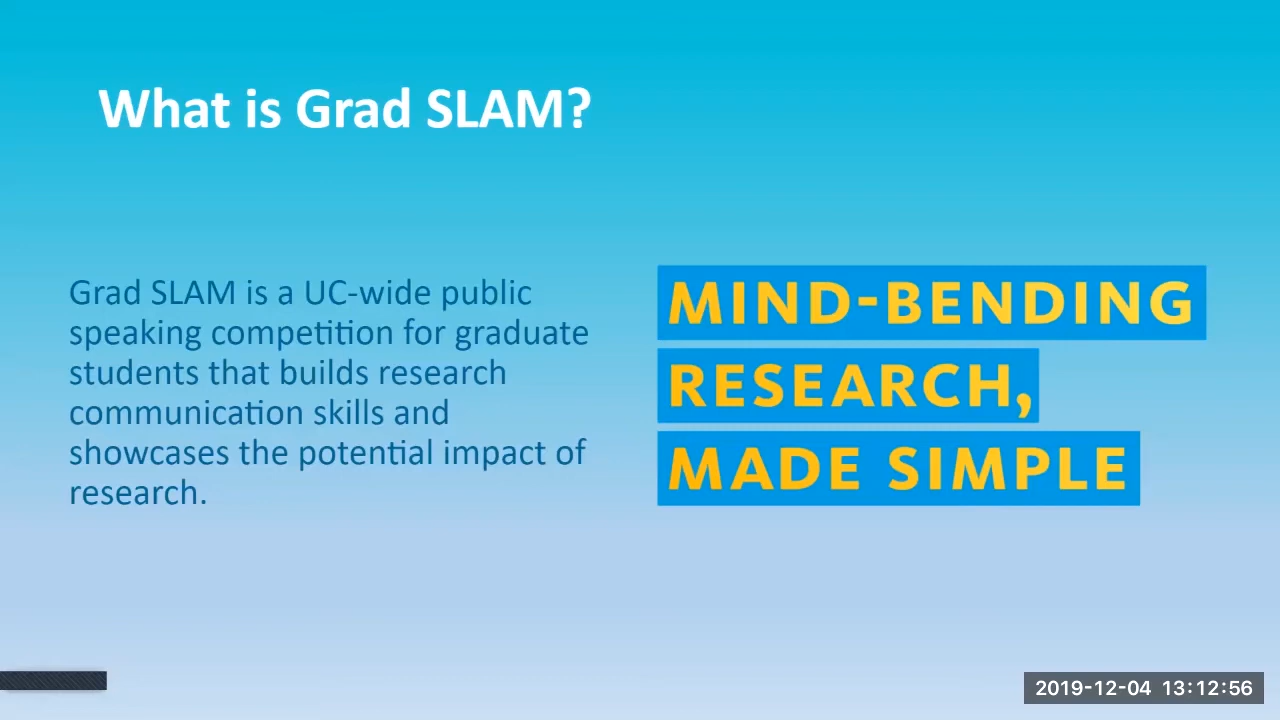 What is Grad SLAM?
Grad SLAM is a UC-wide public
speaking competition for graduate
students that builds research
communication skills and
showcases the potential impact of
research.
MIND-BENDING
RESEARCH,
MADE SIMPLE
2019-12-04 13:12:56